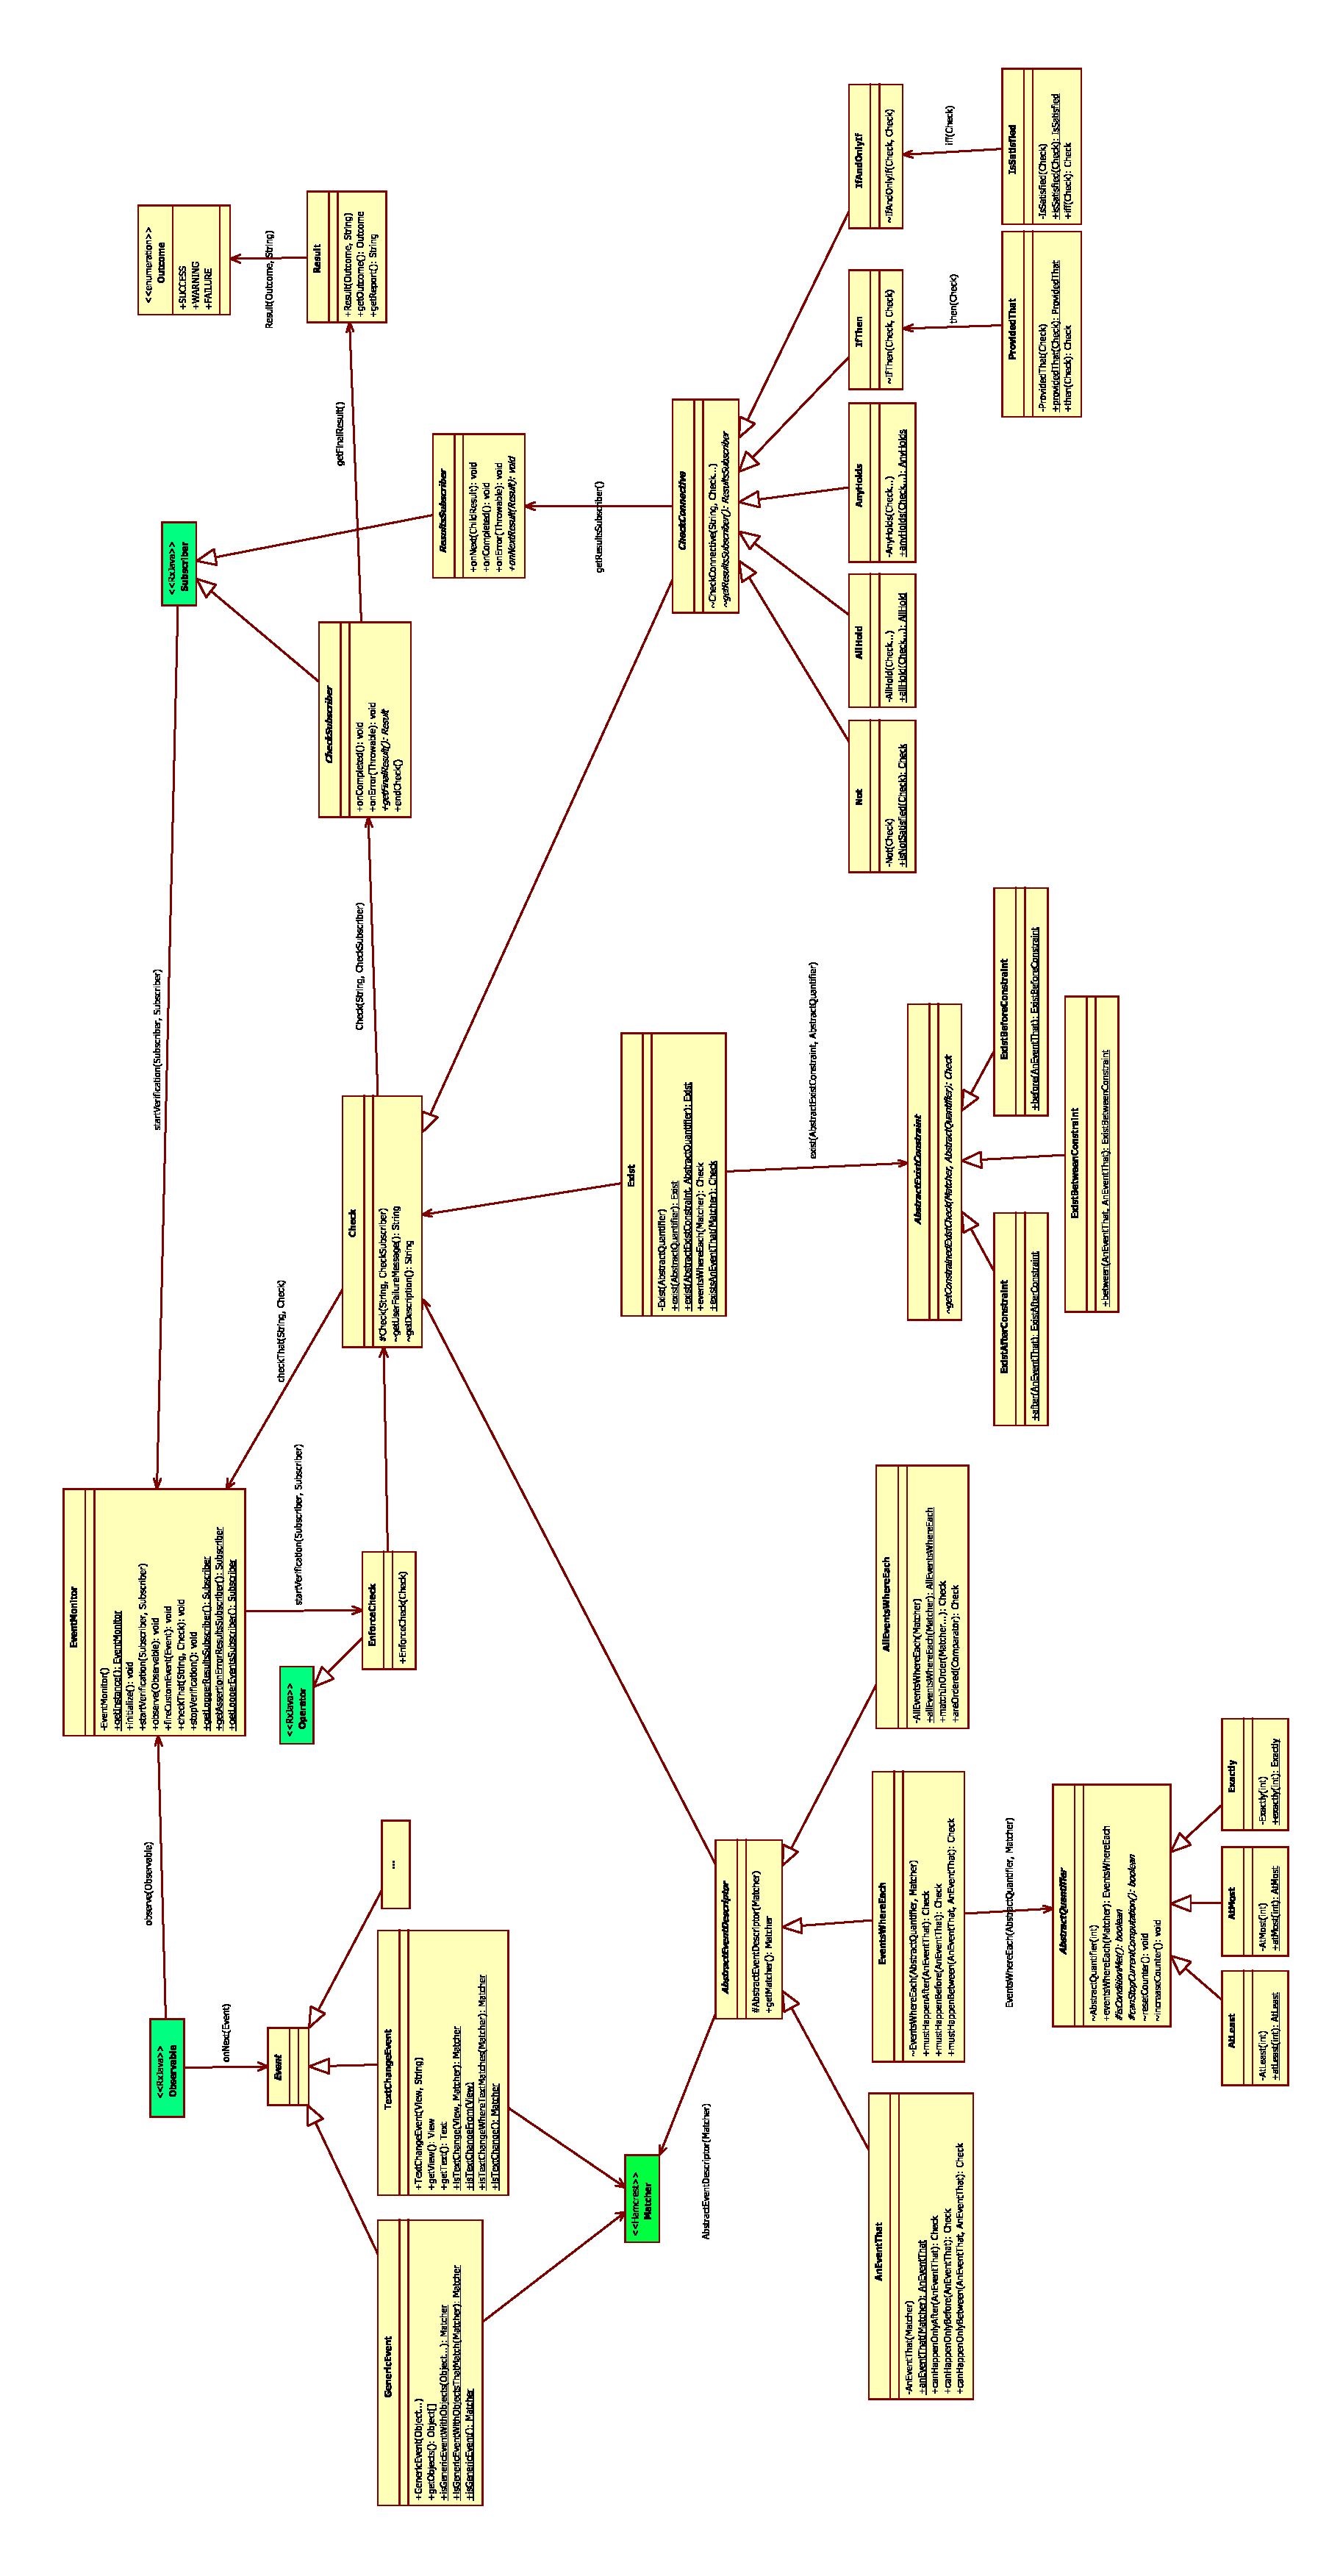 EventMonitor
-EventMonitor()
+getInstance(): EventMonitor
+initialize(): void
+startVerification(Subscriber, Subscriber)
+observe(Observable): void
+fireCustomEvent(Event): void
+checkThat(String, Check): void
+stopVerification(): void
+getLoggerResultsSubscriber(): Subscriber
+getAssertionErrorResultsSubscriber(): Subscriber
+getLoggerEventsSubscriber(): Subscriber
observe(Observable)
<<RxJava>>
Observable
onNext(Event)
Event
startVerification(Subscriber, Subscriber)
<<RxJava>>
Subscriber
<<enumeration>>
Outcome
+SUCCESS
+WARNING
+FAILURE
Result(Outcome, String)
Result
+Result(Outcome, String)
+getOutcome(): Outcome
+getReport(): String
getFinalResult()
checkThat(String, Check)
startVerification(Subscriber, Subscriber)
<<RxJava>>
Operator
EnforceCheck
+EnforceCheck(Check)
Check
#Check(String, CheckSubscriber)
~getUserFailureMessage(): String
~getDescription(): String
Check(String, CheckSubscriber)
CheckSubscriber
+onCompleted(): void
+onError(Throwable): void
+getFinalResult(): Result
+endCheck()
ResultsSubscriber
+onNext(ChildResult): void
+onCompleted(): void
+onError(Throwable): void
+onNextResult(Result): void
getResultsSubscriber()
GenericEvent
+GenericEvent(Object...)
+getObjects(): Object[]
+isGenericEventWithObjects(Object...): Matcher
+isGenericEventWithObjectsThatMatch(Matcher): Matcher
+isGenericEvent(): Matcher
TextChangeEvent
+TextChangeEvent(View, String)
+getView(): View
+getText(): Text
+isTextChange(View, Matcher): Matcher
+isTextChangeFrom(View)
+isTextChangeWhereTextMatches(Matcher): Matcher
+isTextChange(): Matcher
...
<<Hamcrest>>
Matcher
AbstractEventDescriptor(Matcher)
AbstractEventDescriptor
#AbstractEventDescriptor(Matcher)
+getMatcher(): Matcher
Exist
-Exist(AbstractQuantifier)
+exist(AbstractQuantifier): Exist
+exist(AbstractExistConstraint, AbstractQuantifier): Exist
+eventsWhereEach(Matcher): Check
+existsAnEventThat(Matcher): Check
exist(AbstractExistConstraint, AbstractQuantifier)
CheckConnective
~CheckConnective(String, Check...)
~getResultsSubscriber(): ResultsSubscriber
AnEventThat
-AnEventThat(Matcher)
+anEventThat(Matcher): AnEventThat
+canHappenOnlyAfter(AnEventThat): Check
+canHappenOnlyBefore(AnEventThat): Check
+canHappenOnlyBetween(AnEventThat, AnEventThat): Check
EventsWhereEach
~EventsWhereEach(AbstractQuantifier, Matcher)
+mustHappenAfter(AnEventThat): Check
+mustHappenBefore(AnEventThat): Check
+mustHappenBetween(AnEventThat, AnEventThat): Check
AllEventsWhereEach
-AllEventsWhereEach(Matcher)
+allEventsWhereEach(Matcher): AllEventsWhereEach
+matchInOrder(Matcher...): Check
+areOrdered(Comparator): Check
EventsWhereEach(AbstractQuantifier, Matcher)
AbstractQuantifier
~AbstractQuantifier(int)
+eventsWhereEach(Matcher): EventsWhereEach
#isConditionMet(): boolean
#canStopCurrentComputation(): boolean
~resetCounter(): void
~increaseCounter(): void
AtLeast
-AtLeast(int)
+atLeast(int): AtLeast
AtMost
-AtMost(int)
+atMost(int): AtMost
Exactly
-Exactly(int)
+exactly(int): Exactly
AbstractExistConstraint
~getConstrainedExistCheck(Matcher, AbstractQuantifier): Check
ExistAfterConstraint
+after(AnEventThat): ExistAfterConstraint
ExistBeforeConstraint
+before(AnEventThat): ExistBeforeConstraint
ExistBetweenConstraint
+between(AnEventThat, AnEventThat): ExistBetweenConstraint
Not
-Not(Check)
+isNotSatisfied(Check): Check
AllHold
-AllHold(Check...)
+allHold(Check...): AllHold
AnyHolds
-AnyHolds(Check...)
+anyHolds(Check...): AnyHolds
IfThen
~IfThen(Check, Check)
IfAndOnlyIf
~IfAndOnlyIf(Check, Check)
then(Check)
iff(Check)
ProvidedThat
-ProvidedThat(Check)
+providedThat(Check): ProvidedThat
+then(Check): Check
IsSatisfied
-IsSatisfied(Check)
+isSatisfied(Check): IsSatisfied
+iff(Check): Check